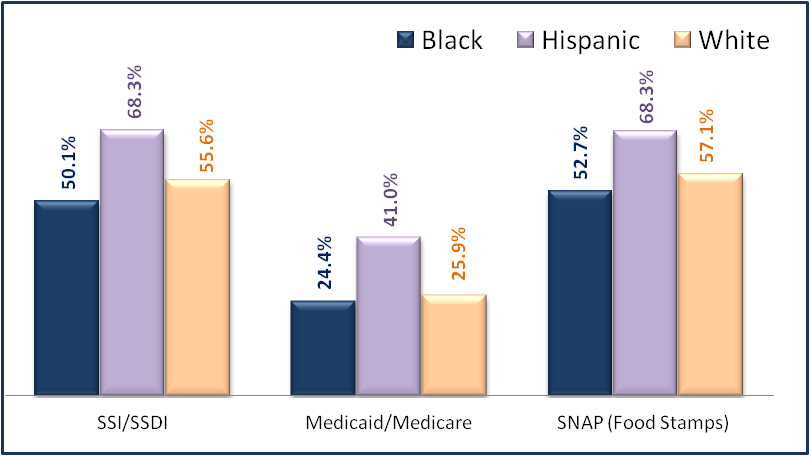 Black Hispanic White
50.1%
68.3%
55.6%
24.4%
41.0%
25.9%
52.7%
68.3%
57.1%
SSI/SSDI
Medicaid/Medicare
SNAP (Food Stamps)